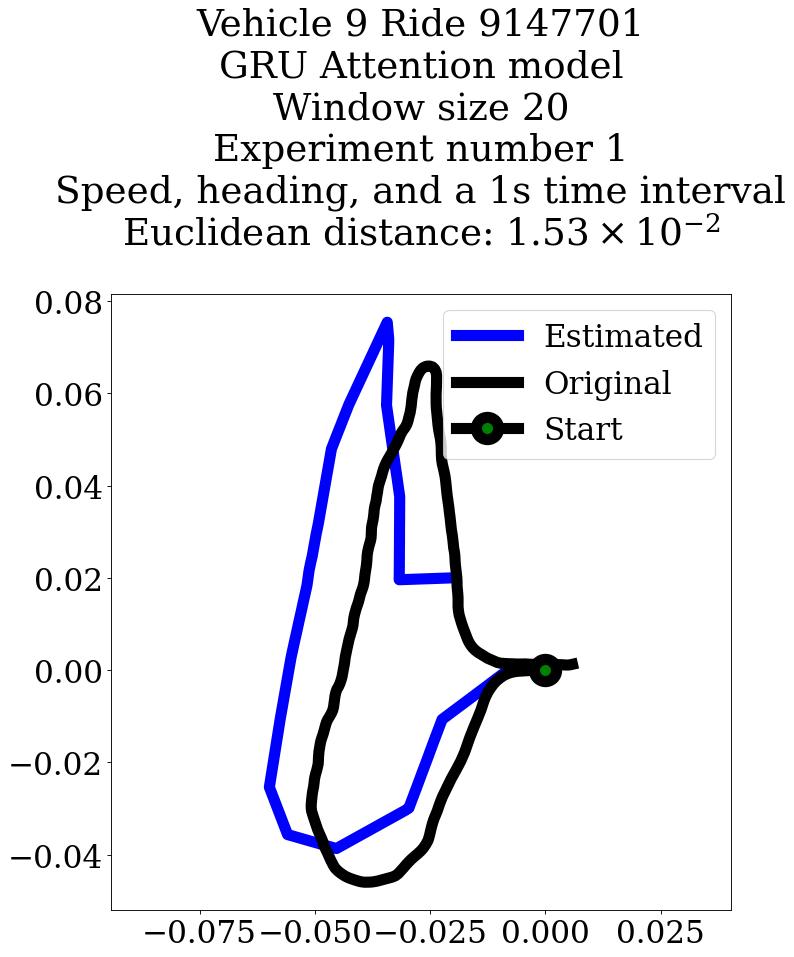 Vehicle 9 Ride 9147701
GRU Attention model
Window size 20
Experiment number 1
Speed, heading, and a 1s time interval
Euclidean distance: 1.53 × 10⁻²
0.08
0.06
0.04
0.02
0.00
−0.02
−0.04
Estimated
Original
Start
−0.075
−0.050
−0.025
0.000
0.025